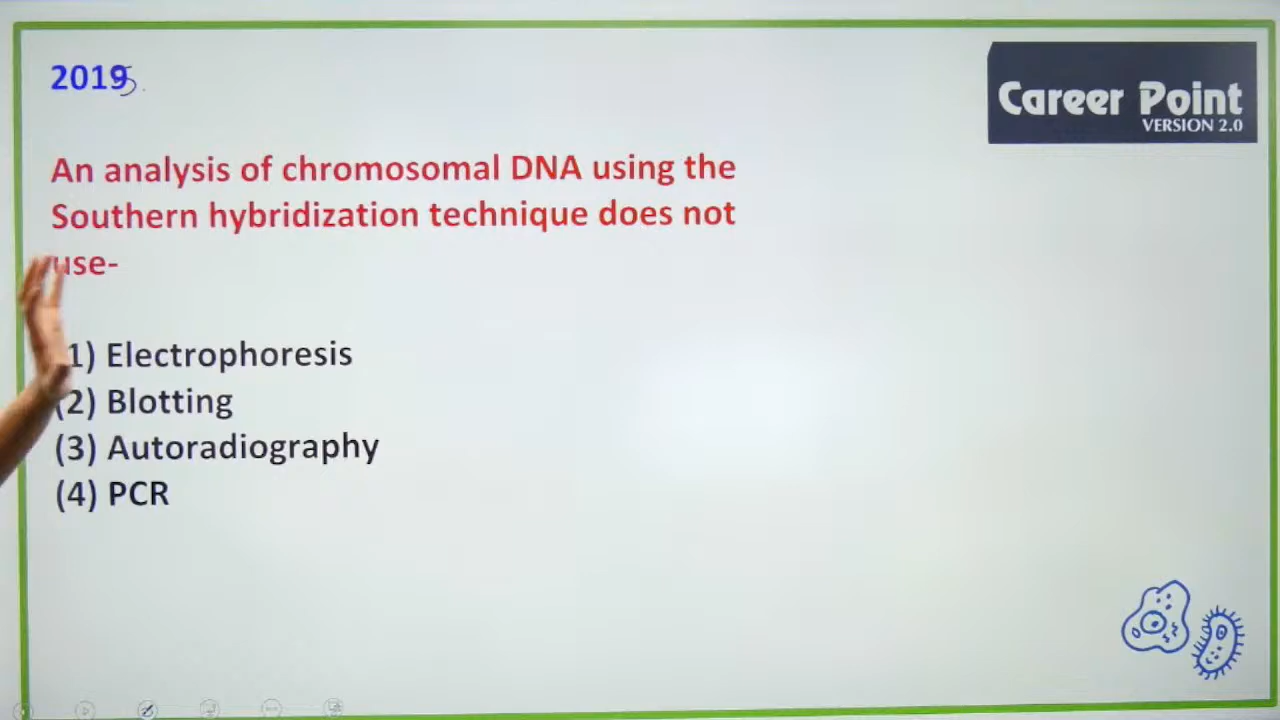 2019
Career Point
VERSION 2.0
An analysis of chromosomal DNA using the
Southern hybridization technique does not
use-
1) Electrophoresis
(2) Blotting
(3) Autoradiography
(4) PCR